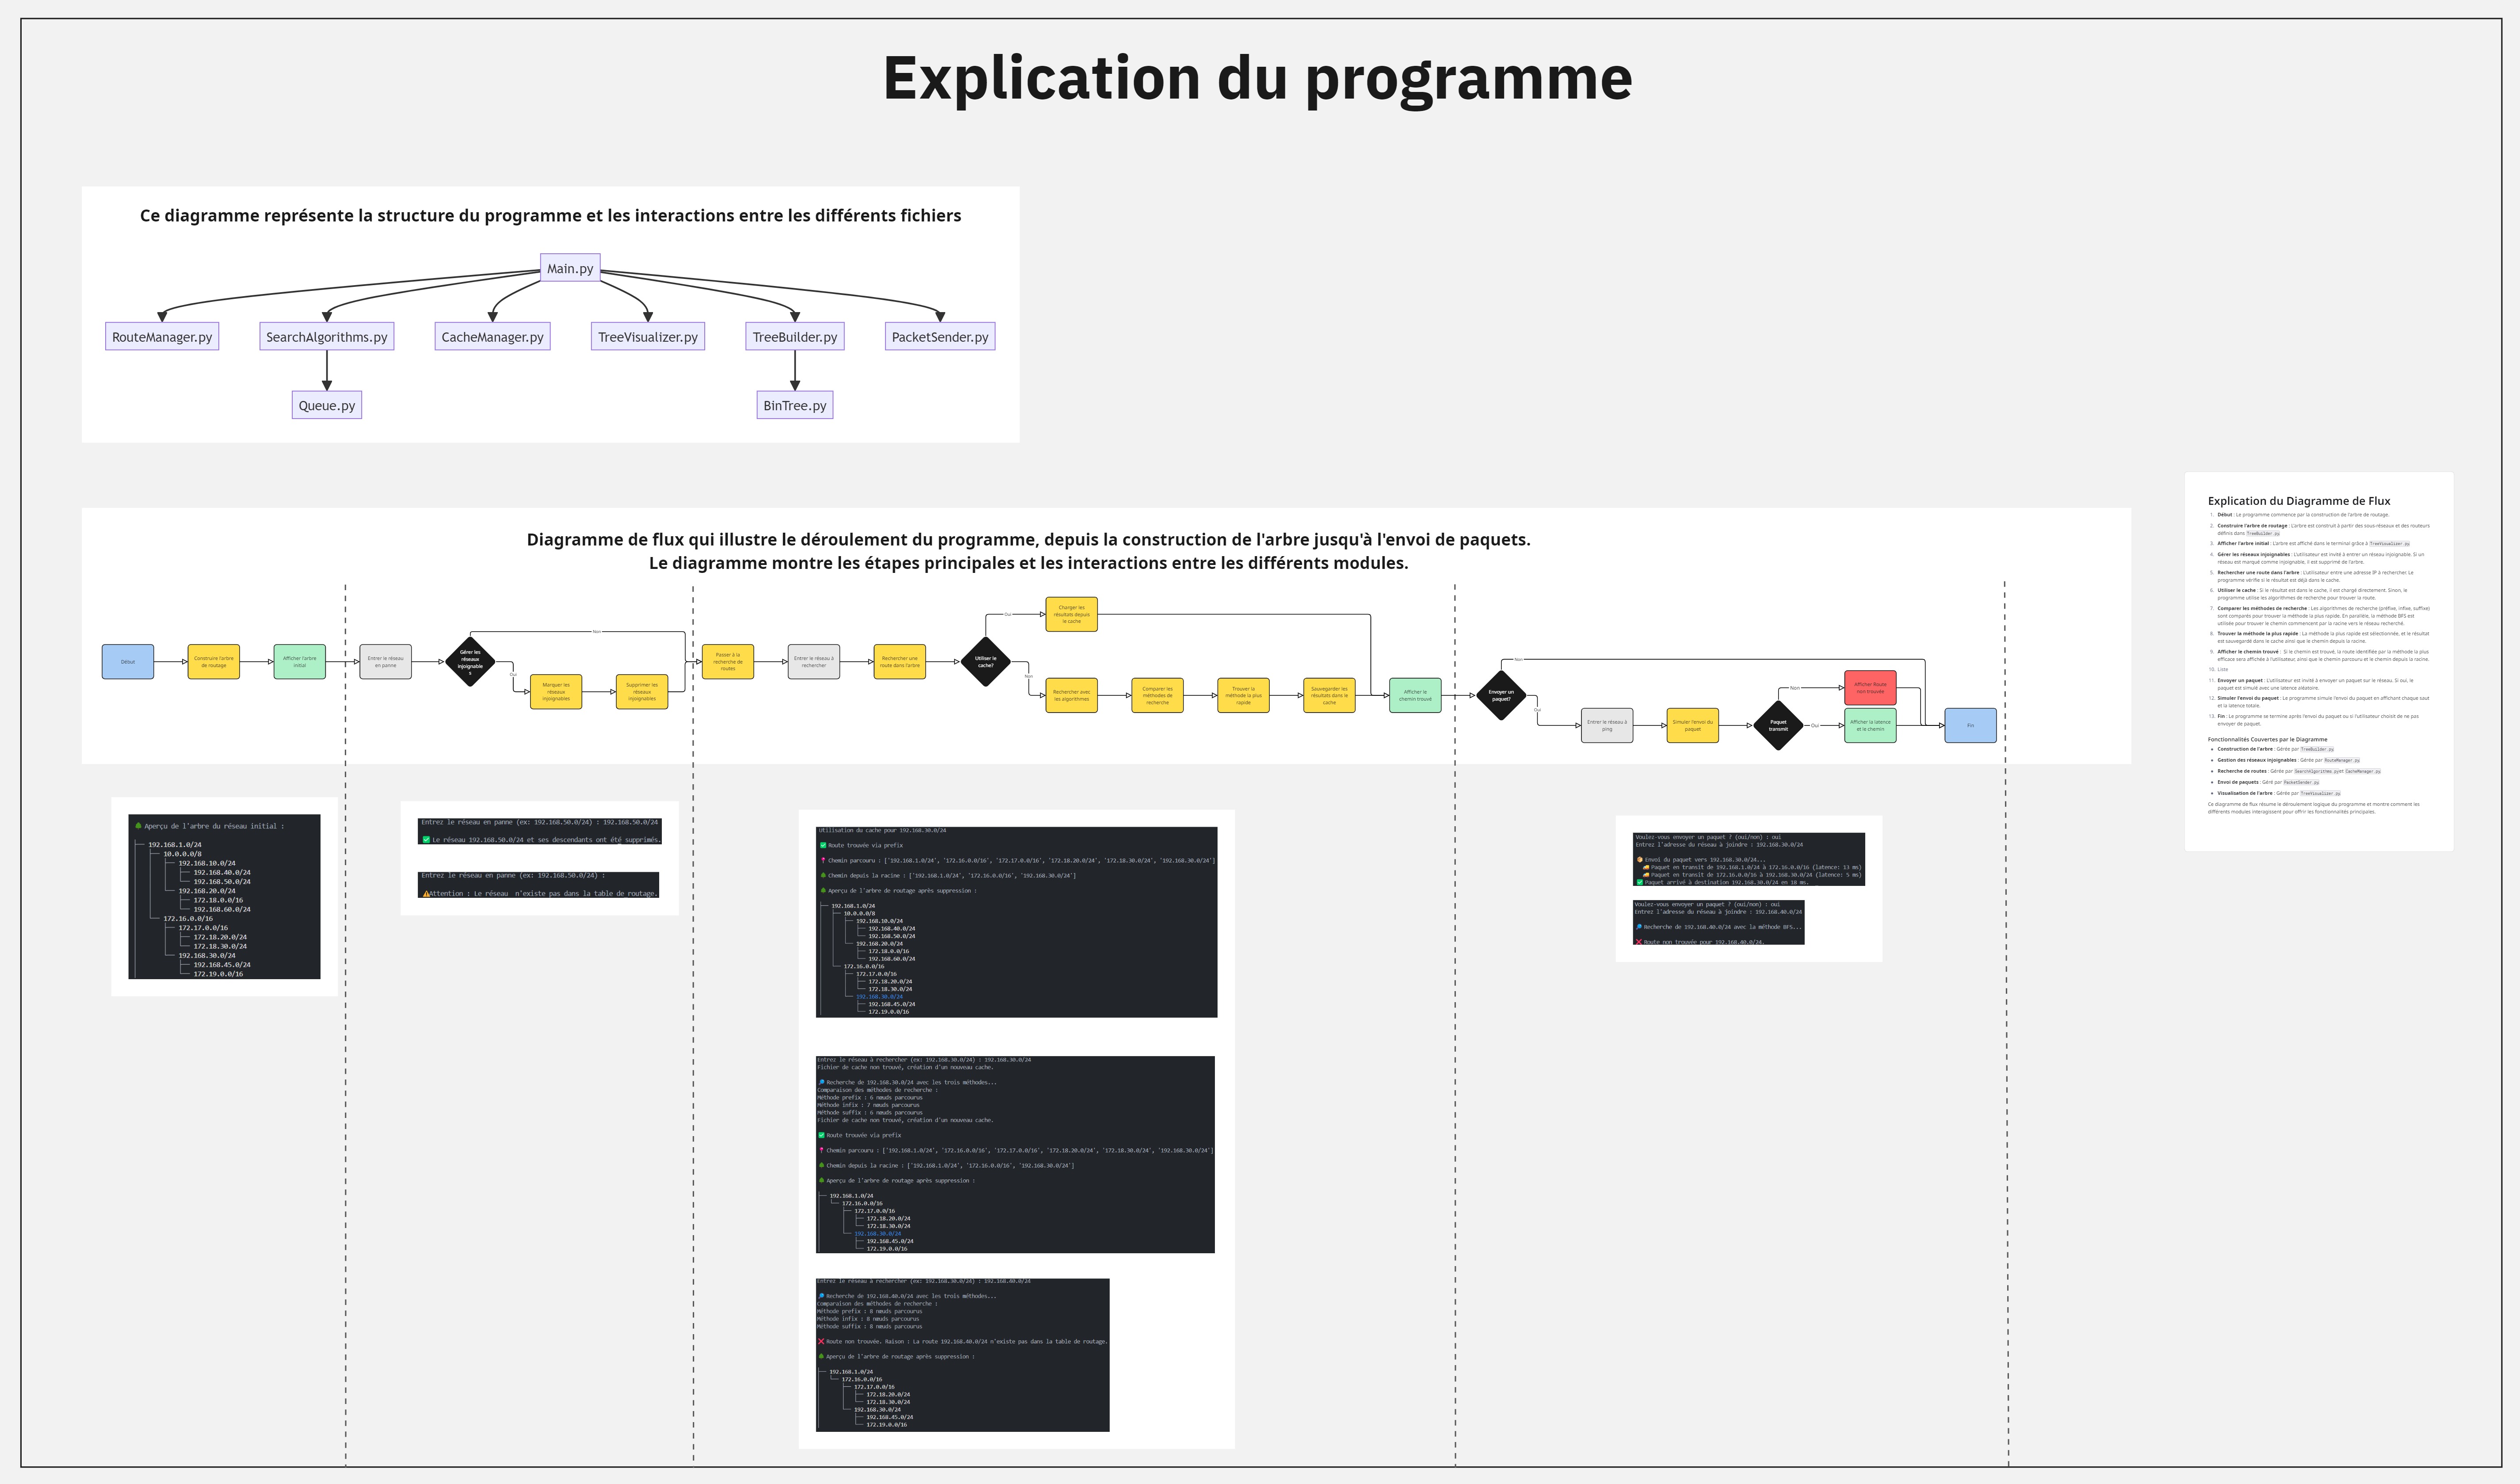 Explication du programme
Ce diagramme représente la structure du programme et les interactions entre les différents fichiers
Main.py
RouteManager.py
SearchAlgorithms.py
CacheManager.py
TreeVisualizer.py
TreeBuilder.py
PacketSender.py
Queue.py
BinTree.py
Diagramme de flux qui illustre le déroulement du programme, depuis la construction de l'arbre jusqu'à l'envoi de paquets.
Le diagramme montre les étapes principales et les interactions entre les différents modules.
Début
Construire l'arbre
de routage
Afficher l'arbre
initial
Entrer le réseau
en panne
Gérer les
réseaux
injoignable
s
Non
Oui
Marquer les
réseaux
injoignables
Supprimer les
réseaux
injoignables
Passer à la
recherche de
routes
Entrer le réseau à
rechercher
Rechercher une
route dans l'arbre
Utiliser le
cache?
Oui
Non
Charger les
résultats depuis
le cache
Rechercher avec
les algorithmes
Comparer les
méthodes de
recherche
Trouver la
méthode la plus
rapide
Sauvegarder les
résultats dans le
cache
Afficher le
chemin trouvé
Envoyer un
paquet?
Non
Oui
Entrer le réseau à
ping
Simuler l'envoi du
paquet
Paquet
transmit
Non
Oui
Afficher Route
non trouvée
Afficher la latence
et le chemin
Fin
Explication du Diagramme de Flux
1. Début : Le programme commence par la construction de l'arbre de routage.
2. Construire l'arbre de routage : L'arbre est construit à partir des sous-réseaux et des routeurs
définis dans TreeBuilder.py
3. Afficher l'arbre initial : L'arbre est affiché dans le terminal grâce à TreeVisualizer.py
4. Gérer les réseaux injoignables : L'utilisateur est invité à entrer un réseau injoignable. Si un
réseau est marqué comme injoignable, il est supprimé de l'arbre.
5. Rechercher une route dans l'arbre : L'utilisateur entre une adresse IP à rechercher. Le
programme vérifie si le résultat est déjà dans le cache.
6. Utiliser le cache : Si le résultat est dans le cache, il est chargé directement. Sinon, le
programme utilise les algorithmes de recherche pour trouver la route.
7. Comparer les méthodes de recherche : Les algorithmes de recherche (préfixe, infixe, suffixe)
sont comparés pour trouver la méthode la plus rapide. En parallèle, la méthode BFS est
utilisée pour trouver le chemin commencent par la racine vers le réseau recherché.
8. Trouver la méthode la plus rapide : La méthode la plus rapide est sélectionnée, et le résultat
est sauvegardé dans le cache ainsi que le chemin depuis la racine.
9. Afficher le chemin trouvé : Si le chemin est trouvé, la route identifiée par la méthode la plus
efficace sera affichée à l'utilisateur, ainsi que le chemin parcouru et le chemin depuis la racine.
10. Liste
11. Envoyer un paquet : L'utilisateur est invité à envoyer un paquet sur le réseau. Si oui, le
paquet est simulé avec une latence aléatoire.
12. Simuler l'envoi du paquet : Le programme simule l'envoi du paquet en affichant chaque saut
et la latence totale.
13. Fin : Le programme se termine après l'envoi du paquet ou si l'utilisateur choisit de ne pas
envoyer de paquet.
Fonctionnalités Couvertes par le Diagramme
• Construction de l'arbre : Gérée par TreeBuilder.py
• Gestion des réseaux injoignables : Gérée par RouteManager.py
• Recherche de routes : Gérée par SearchAlgorithms.py et CacheManager.py
• Envoi de paquets : Géré par PacketSender.py
• Visualisation de l'arbre : Gérée par TreeVisualizer.py
Ce diagramme de flux résume le déroulement logique du programme et montre comment les
différents modules interagissent pour offrir les fonctionnalités principales.
Aperçu de l'arbre du réseau initial :
192.168.1.0/24
10.0.0.0/8
192.168.10.0/24
192.168.40.0/24
192.168.50.0/24
192.168.20.0/24
172.18.0.0/16
192.168.60.0/24
172.16.0.0/16
172.17.0.0/16
172.18.20.0/24
172.18.30.0/24
192.168.30.0/24
192.168.45.0/24
172.19.0.0/16
Entrez le réseau en panne (ex: 192.168.50.0/24) : 192.168.50.0/24
✅ Le réseau 192.168.50.0/24 et ses descendants ont été supprimés.
Entrez le réseau en panne (ex: 192.168.50.0/24) :
⚠️Attention : Le réseau  n'existe pas dans la table de routage.
Utilisation du cache pour 192.168.30.0/24
✅ Route trouvée via prefix
📍 Chemin parcouru : ['192.168.1.0/24', '172.16.0.0/16', '172.17.0.0/16', '172.18.20.0/24', '172.18.30.0/24', '192.168.30.0/24']
Chemin depuis la racine : ['192.168.1.0/24', '172.16.0.0/16', '192.168.30.0/24']
Aperçu de l'arbre de routage après suppression :
192.168.1.0/24
10.0.0.0/8
192.168.10.0/24
192.168.40.0/24
192.168.50.0/24
192.168.20.0/24
172.18.0.0/16
192.168.60.0/24
172.16.0.0/16
172.17.0.0/16
172.18.20.0/24
172.18.30.0/24
192.168.30.0/24
192.168.45.0/24
172.19.0.0/16
Entrez le réseau à rechercher (ex: 192.168.30.0/24) : 192.168.30.0/24
Fichier de cache non trouvé, création d'un nouveau cache.
🔎 Recherche de 192.168.30.0/24 avec les trois méthodes...
Comparaison des méthodes de recherche :
Méthode prefix : 6 nœuds parcourus
Méthode infix : 7 nœuds parcourus
Méthode suffix : 6 nœuds parcourus
Fichier de cache non trouvé, création d'un nouveau cache.
✅ Route trouvée via prefix
📍 Chemin parcouru : ['192.168.1.0/24', '172.16.0.0/16', '172.17.0.0/16', '172.18.20.0/24', '172.18.30.0/24', '192.168.30.0/24']
Chemin depuis la racine : ['192.168.1.0/24', '172.16.0.0/16', '192.168.30.0/24']
Aperçu de l'arbre de routage après suppression :
192.168.1.0/24
172.16.0.0/16
172.17.0.0/16
172.18.20.0/24
172.18.30.0/24
192.168.30.0/24
192.168.45.0/24
172.19.0.0/16
Entrez le réseau à rechercher (ex: 192.168.30.0/24) : 192.168.40.0/24
🔎 Recherche de 192.168.40.0/24 avec les trois méthodes...
Comparaison des méthodes de recherche :
Méthode prefix : 8 nœuds parcourus
Méthode infix : 8 nœuds parcourus
Méthode suffix : 8 nœuds parcourus
❌ Route non trouvée. Raison : La route 192.168.40.0/24 n'existe pas dans la table de routage.
Aperçu de l'arbre de routage après suppression :
192.168.1.0/24
172.16.0.0/16
172.17.0.0/16
172.18.20.0/24
172.18.30.0/24
192.168.30.0/24
192.168.45.0/24
172.19.0.0/16
Voulez-vous envoyer un paquet ? (oui/non) : oui
Entrez l'adresse du réseau à joindre : 192.168.30.0/24
📦 Envoi du paquet vers 192.168.30.0/24...
🚚 Paquet en transit de 192.168.1.0/24 à 172.16.0.0/16 (latence: 13 ms)
🚚 Paquet en transit de 172.16.0.0/16 à 192.168.30.0/24 (latence: 5 ms)
✅ Paquet arrivé à destination 192.168.30.0/24 en 18 ms.
Voulez-vous envoyer un paquet ? (oui/non) : oui
Entrez l'adresse du réseau à joindre : 192.168.40.0/24
🔎 Recherche de 192.168.40.0/24 avec la méthode BFS...
❌ Route non trouvée pour 192.168.40.0/24.